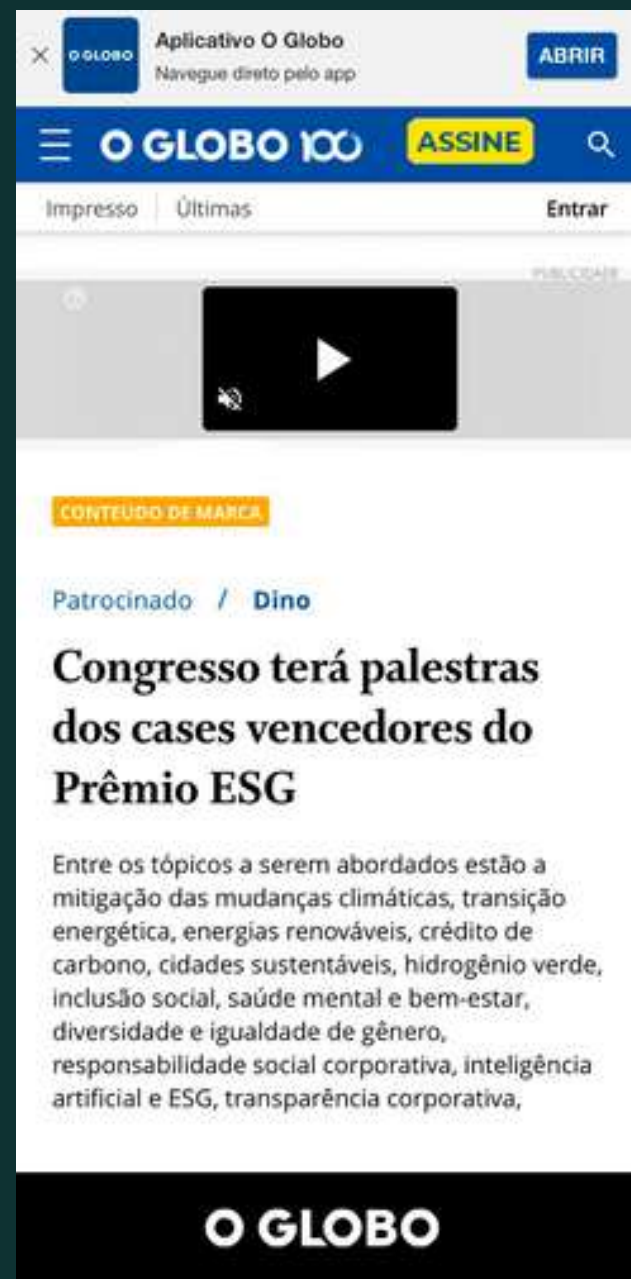 O GLOBO
Aplicativo O Globo
Navegue direto pelo app
ABRIR
O GLOBO 100
ASSINE
Impresso
Últimas
Entrar
PUBLICIDADE
CONTEÚDO DE MARCA
Patrocinado / Dino
Congresso terá palestras
dos cases vencedores do
Prêmio ESG
Entre os tópicos a serem abordados estão a
mitigação das mudanças climáticas, transição
energética, energias renováveis, crédito de
carbono, cidades sustentáveis, hidrogênio verde,
inclusão social, saúde mental e bem-estar,
diversidade e igualdade de gênero,
responsabilidade social corporativa, inteligência
artificial e ESG, transparência corporativa,
O GLOBO